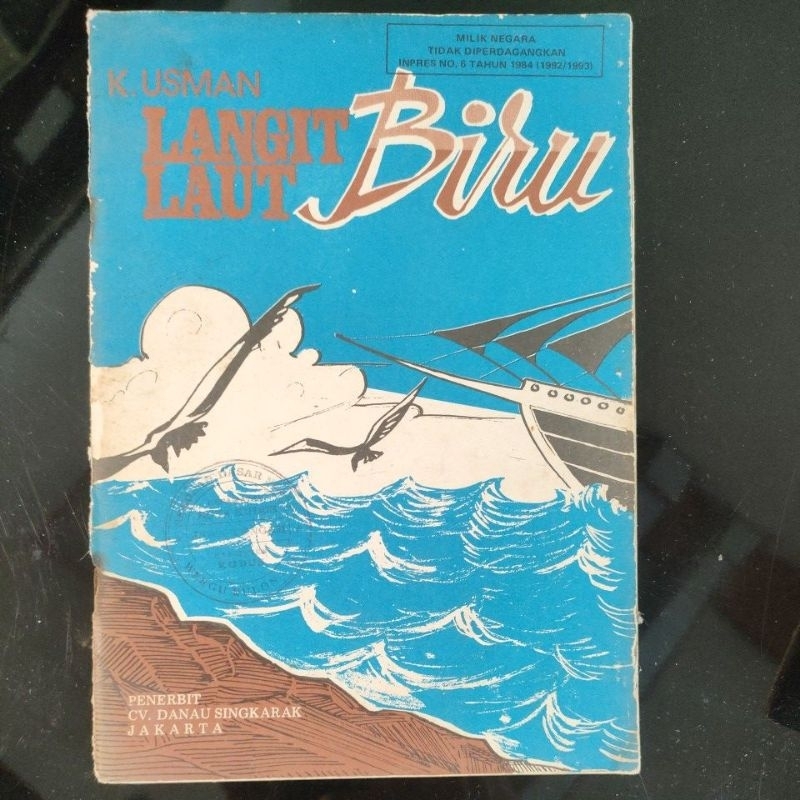 MILIK NEGARA
TIDAK DIPERDAGANGKAN
INPRES NO. 6 TAHUN 1984 (1992/1993)
K. USMAN
LANGIT
LAUT
Biru
PENERBIT
CV. DANAU SINGKARAK
JAKARTA